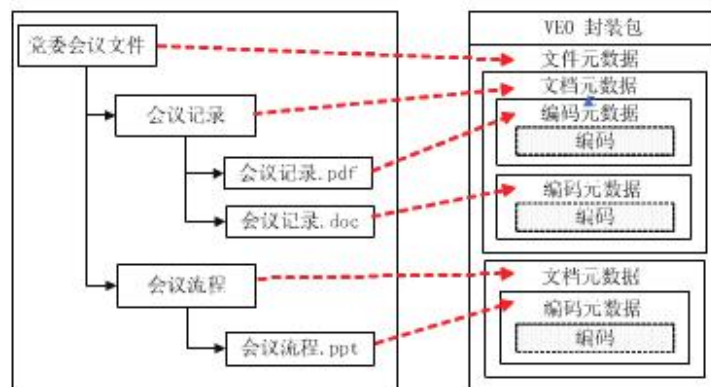 党委会议文件
会议记录
会议记录.pdf
会议记录.doc
会议流程
会议流程.ppt
VEO 封装包
文件元数据
文档元数据
编码元数据
编码
编码元数据
编码
文档元数据
编码元数据
编码